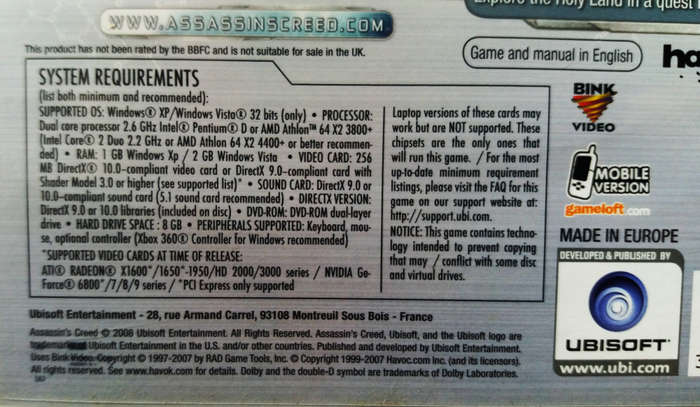 Explore the Holy Land in a quest
WWW.ASSASSINSCREED.COM
This product has not been rated by the BBFC and is not suitable for sale in the UK.
Game and manual in English
SYSTEM REQUIREMENTS
(list both minimum and recommended):
SUPPORTED OS: Windows® XP/Windows Vista® 32 bits (only) • PROCESSOR:
Dual core processor 2.6 GHz Intel® Pentium® D or AMD Athlon™ 64 X2 3800+
(Intel Core® 2 Duo 2.2 GHz or AMD Athlon 64 X2 4400+ or better recommen-
ded) • RAM: 1 GB Windows Xp / 2 GB Windows Vista • VIDEO CARD: 256
MB DirectX® 10.0-compliant video card or DirectX 9.0-compliant card with
Shader Model 3.0 or higher (see supported list)* • SOUND CARD: DirectX 9.0 or
10.0-compliant sound card (5.1 sound card recommended) • DIRECTX VERSION:
DirectX 9.0 or 10.0 libraries (included on disc) • DVD-ROM: DVD-ROM dual-layer
drive • HARD DRIVE SPACE : 8 GB • PERIPHERALS SUPPORTED: Keyboard, mou-
se, optional controller (Xbox 360® Controller for Windows recommended)
*SUPPORTED VIDEO CARDS AT TIME OF RELEASE:
ATI® RADEON® X1600*/1650*-1950/HD 2000/3000 series / NVIDIA Ge-
Force® 6800*/7/8/9 series / *PCI Express only supported
Laptop versions of these cards may
work but are NOT supported. These
chipsets are the only ones that
will run this game. / For the most
up-to-date minimum requirement
listings, please visit the FAQ for this
game on our support website at:
http://support.ubi.com.
NOTICE: This game contains techno-
logy intended to prevent copying
that may / conflict with some disc
and virtual drives.
BINK
VIDEO
MOBILE
VERSION
gameloft.com
MADE IN EUROPE
DEVELOPED & PUBLISHED BY
UBISOFT
www.ubi.com
Ubisoft Entertainment - 28, rue Armand Carrel, 93108 Montreuil Sous Bois - France
Assassin's Creed © 2008 Ubisoft Entertainment. All Rights Reserved. Assassin's Creed, Ubisoft, and the Ubisoft logo are
trademarks Ubisoft Entertainment in the U.S. and/or other countries. Published and developed by Ubisoft Entertainment.
Uses Bink Video. Copyright © 1997-2007 by RAD Game Tools, Inc. © Copyright 1999-2007 Havoc.com Inc. (and its licensors).
All rights reserved. See www.havok.com for details. Dolby and the double-D symbol are trademarks of Dolby Laboratories.